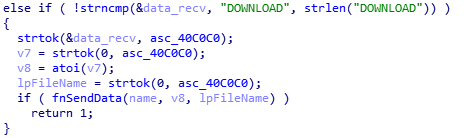 else if ( !strncmp(&data_recv, "DOWNLOAD", strlen("DOWNLOAD")) )
{
strtok(&data_recv, asc_40C0C0);
v7 = strtok(0, asc_40C0C0);
v8 = atoi(v7);
lpFileName = strtok(0, asc_40C0C0);
if ( fnSendData(name, v8, lpFileName) )
return 1;
}